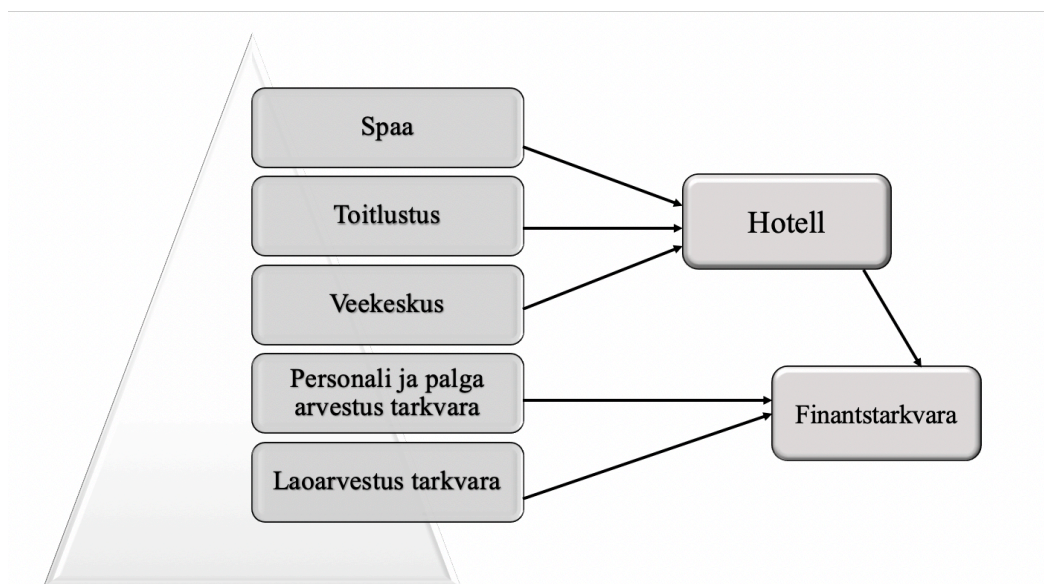 Spaa
Toitlustus
Veekeskus
Personali ja palga
arvestus tarkvara
Laoarvestus tarkvara
Hotell
Finantstarkvara